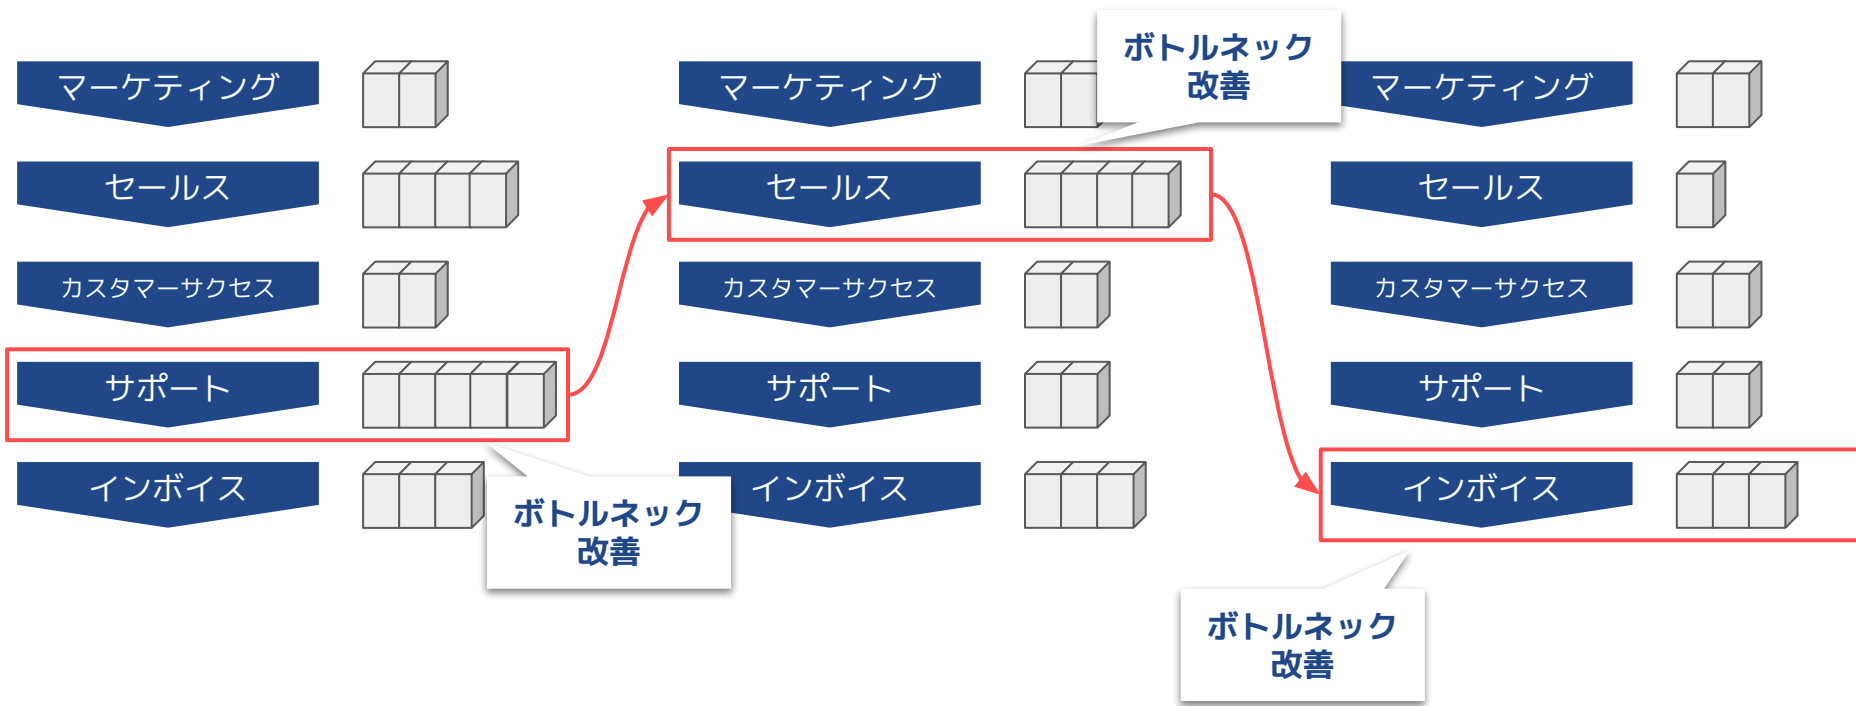 マーケティング
セールス
カスタマーサクセス
サポート
インボイス
ボトルネック
改善
マーケティング
セールス
カスタマーサクセス
サポート
インボイス
ボトルネック
改善
マーケティング
セールス
カスタマーサクセス
サポート
インボイス
ボトルネック
改善